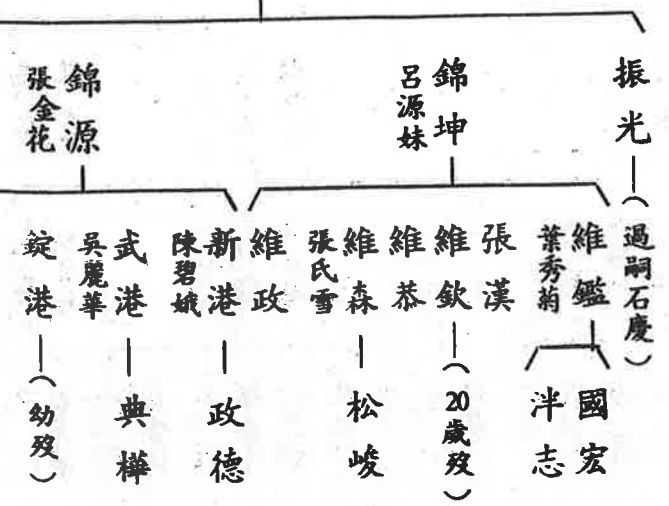 振光
(過嗣石慶)
錦坤
呂源妹
錦源
張金花
維鑑
葉秀菊
張漢
維欽
(20歲歿)
維恭
維森
張氏雪
維政
新港
陳碧娥
武港
吳麗華
錠港
(幼歿)
國宏
泮志
松峻
政德
典樺